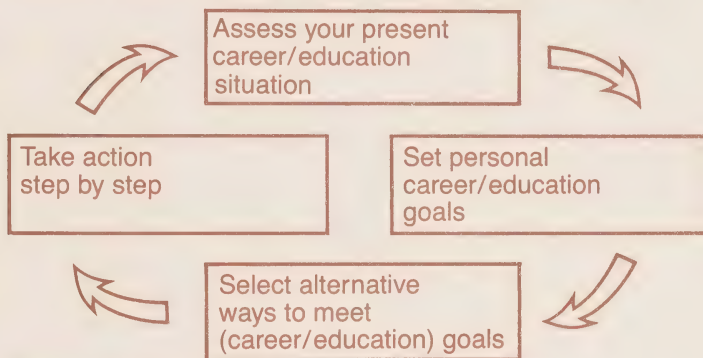 Assess your present
career/education
situation
Take action
step by step
Set personal
career/education
goals
Select alternative
ways to meet
(career/education) goals